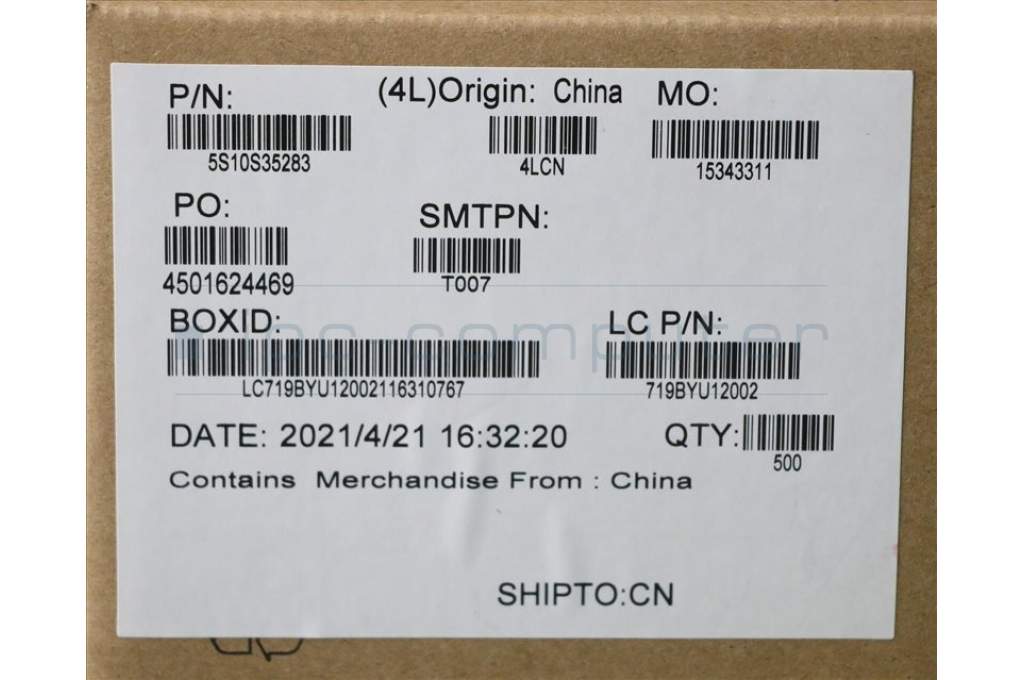 P/N: (4L)Origin: China MO:
5S10S35283 4LCN 15343311
PO: SMTPN:
4501624469 T007
BOXID: LC P/N:
LC719BYU12002116310767 719BYU12002
DATE: 2021/4/21 16:32:20 QTY:
500
Contains Merchandise From : China
SHIPTO:CN